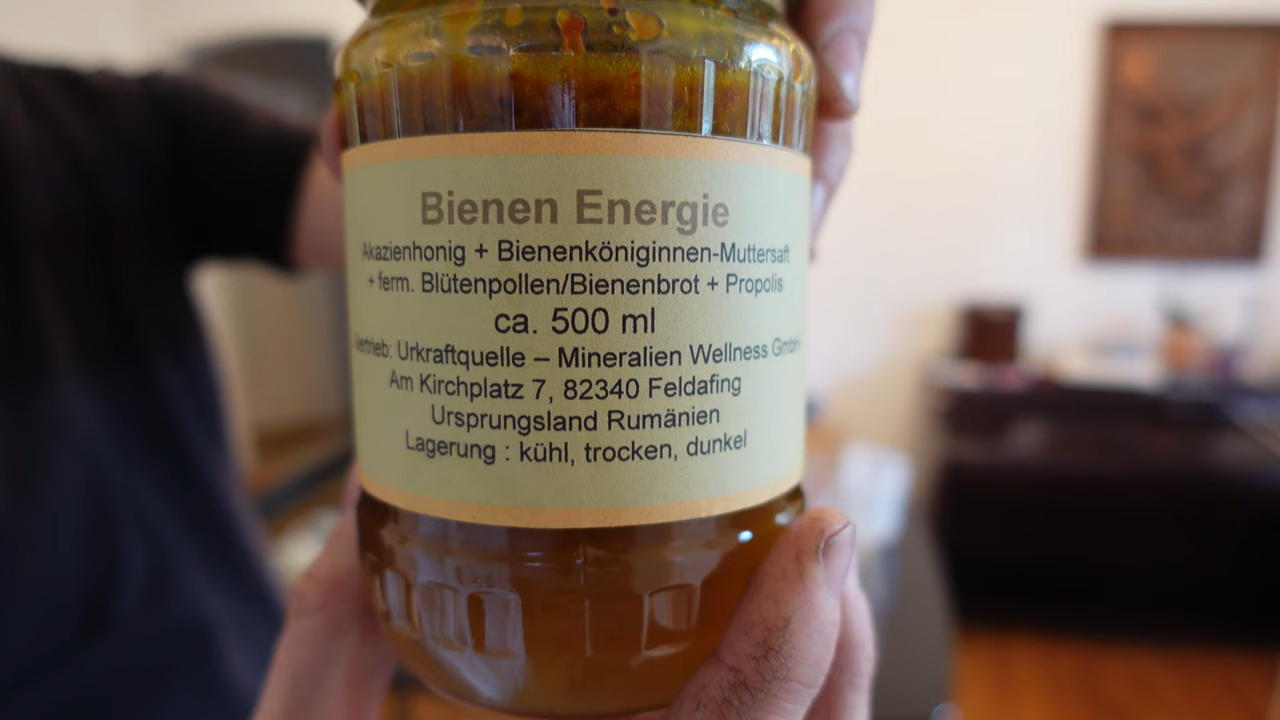 Bienen Energie
Akazienhonig + Bienenköniginnen-Muttersaft
+ ferm. Blütenpollen/Bienenbrot + Propolis
ca. 500 ml
Vertrieb: Urkraftquelle – Mineralien Wellness GmbH
Am Kirchplatz 7, 82340 Feldafing
Ursprungsland Rumänien
Lagerung : kühl, trocken, dunkel